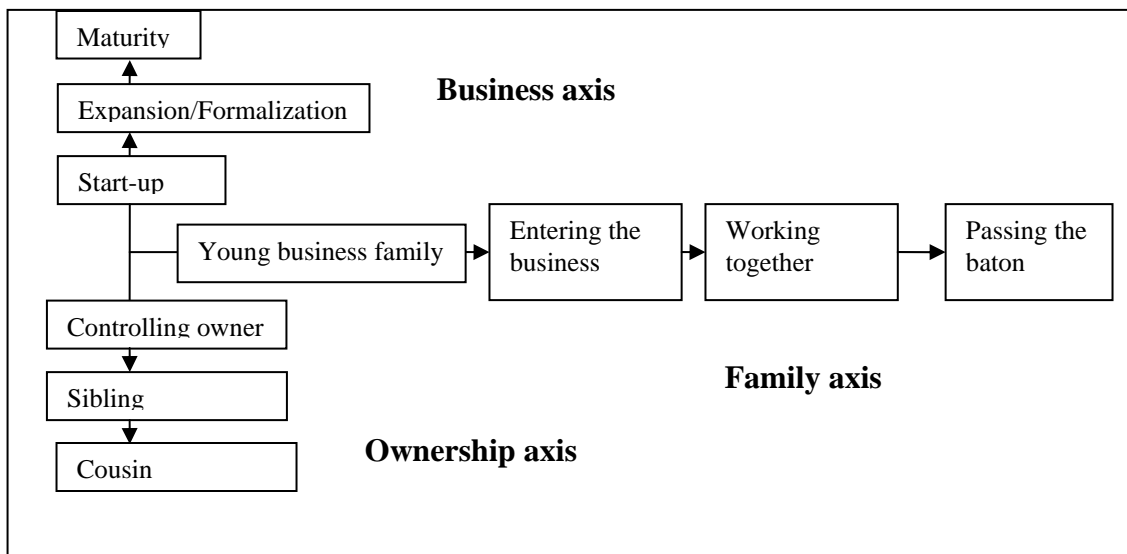 Maturity
Business axis
Expansion/Formalization
Start-up
Young business family
Entering the
business
Working
together
Passing the
baton
Controlling owner
Family axis
Sibling
Ownership axis
Cousin